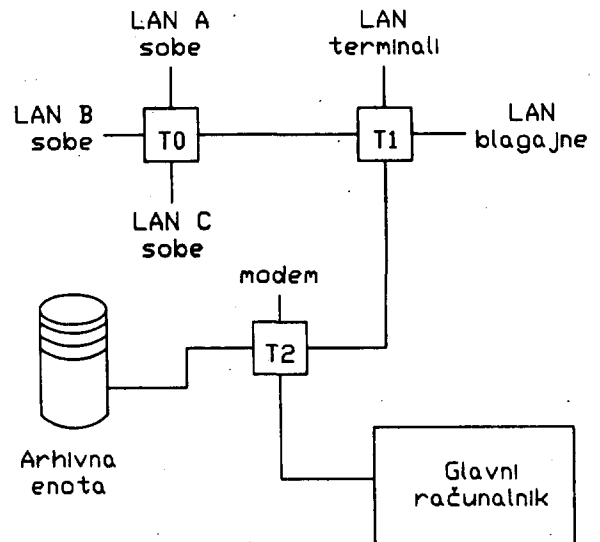 LAN A
sobe
LAN
terminali
LAN B
sobe
T0
T1
LAN
blagajne
LAN C
sobe
modem
T2
Arhivna
enota
Glavni
računalnik